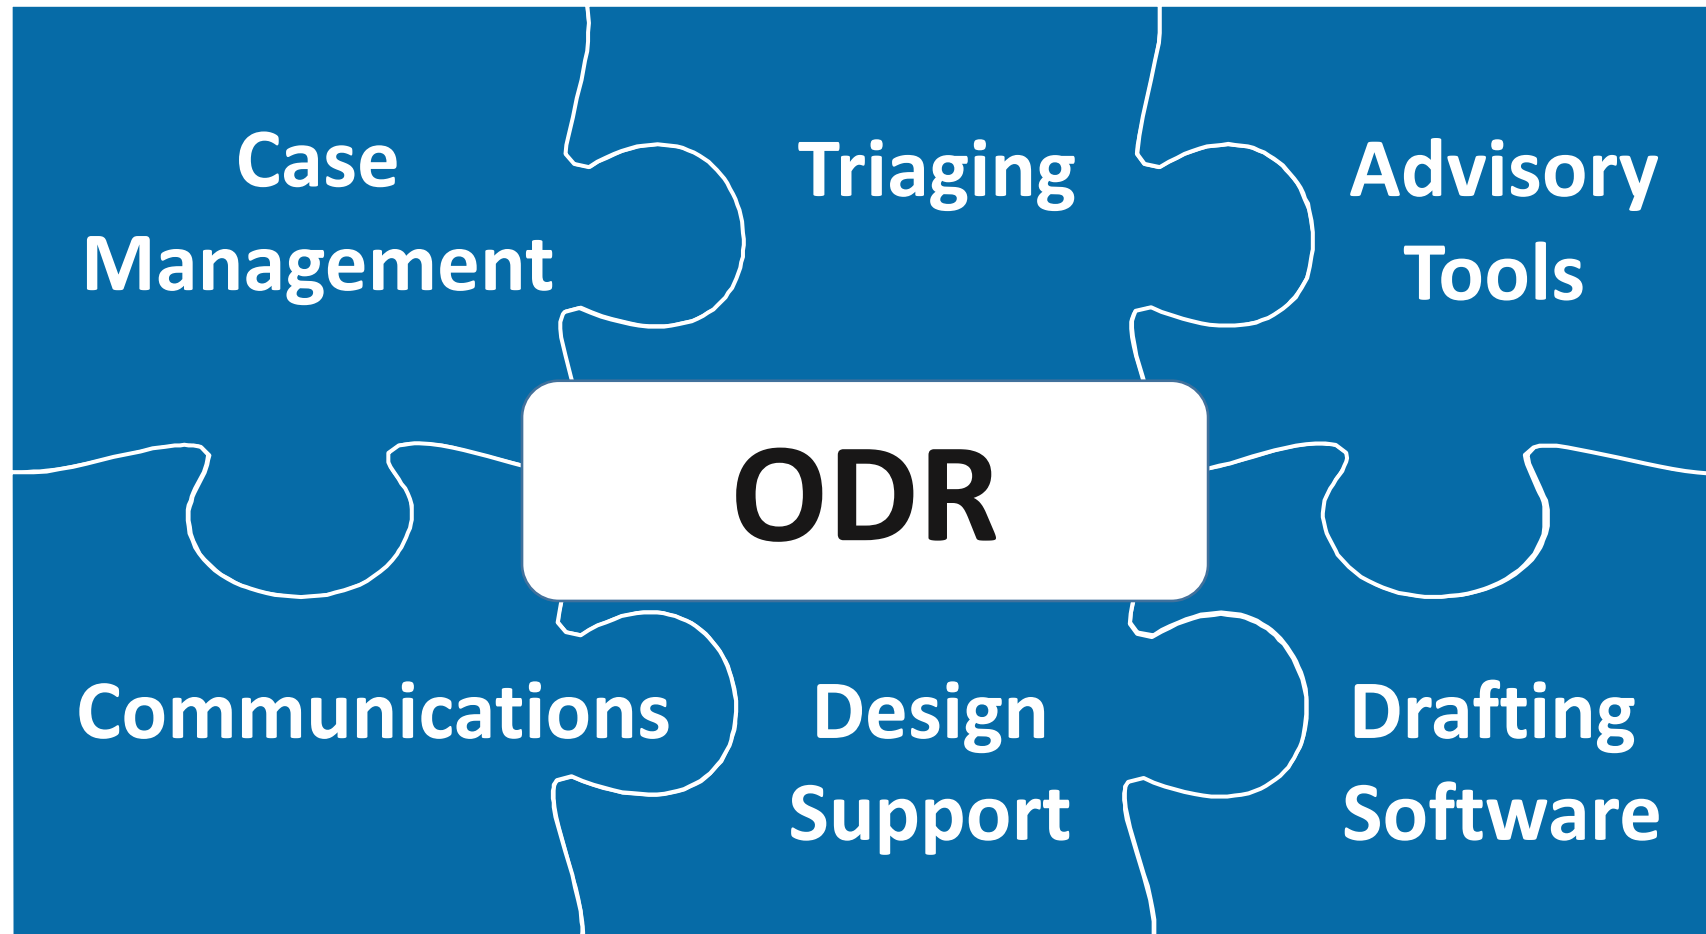 Case
Management
Triaging
Advisory
Tools
ODR
Communications
Design
Support
Drafting
Software